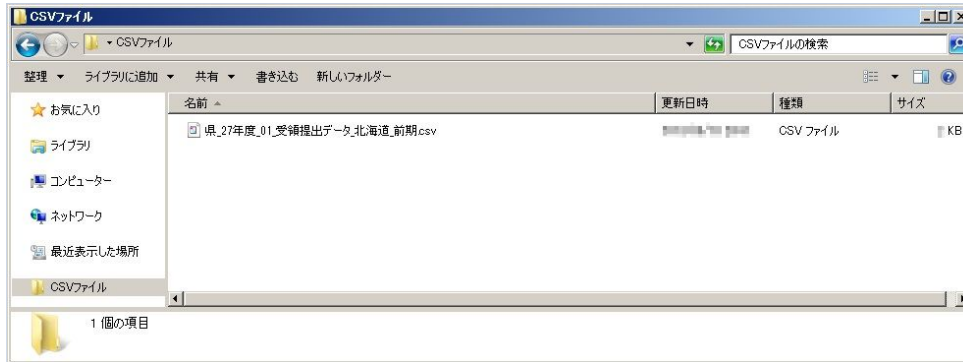 CSVファイル
CSVファイル
CSVファイルの検索
整理 ライブラリに追加 共有 書き込む 新しいフォルダー
お気に入り
ライブラリ
コンピューター
ネットワーク
最近表示した場所
CSVファイル
名前 更新日時 種類 サイズ
県_27年度_01_受領提出データ_北海道_前期.csv CSV ファイル KB
1 個の項目